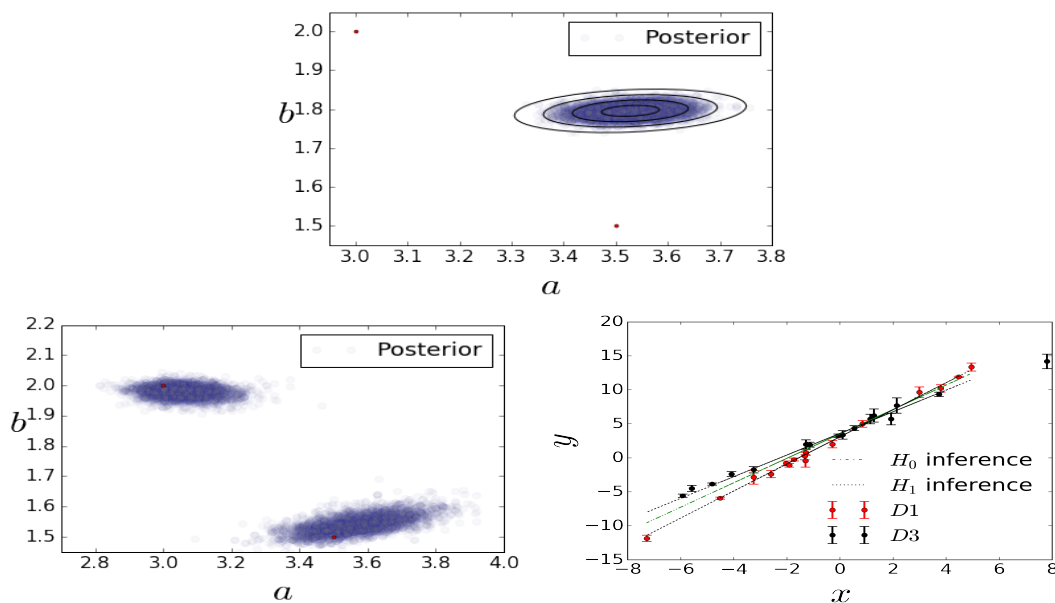 2.0
1.9
1.8
1.7
1.6
1.5
b
Posterior
3.0 3.1 3.2 3.3 3.4 3.5 3.6 3.7 3.8
a
2.2
2.1
2.0
1.9
1.8
1.7
1.6
1.5
b
Posterior
2.8 3.0 3.2 3.4 3.6 3.8 4.0
a
20
15
10
5
0
−5
−10
−15
y
H₀ inference
H₁ inference
D1
D3
−8 −6 −4 −2 0 2 4 6 8
x